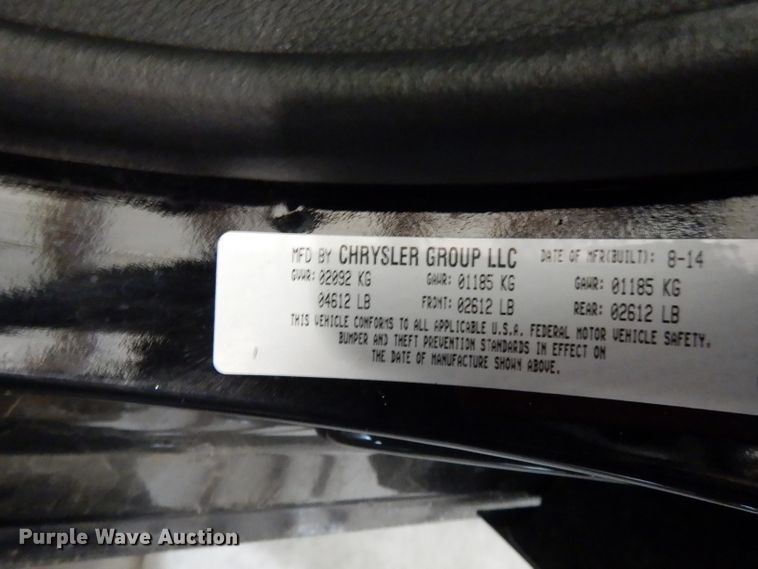 MFD BY CHRYSLER GROUP LLC DATE OF MFR(BUILT): 8-14
GVWR: 02092 KG GAWR: 01185 KG GAWR: 01185 KG
04612 LB FRONT: 02612 LB REAR: 02612 LB
THIS VEHICLE CONFORMS TO ALL APPLICABLE U.S.A. FEDERAL MOTOR VEHICLE SAFETY,
BUMPER AND THEFT PREVENTION STANDARDS IN EFFECT ON
THE DATE OF MANUFACTURE SHOWN ABOVE.
Purple Wave Auction